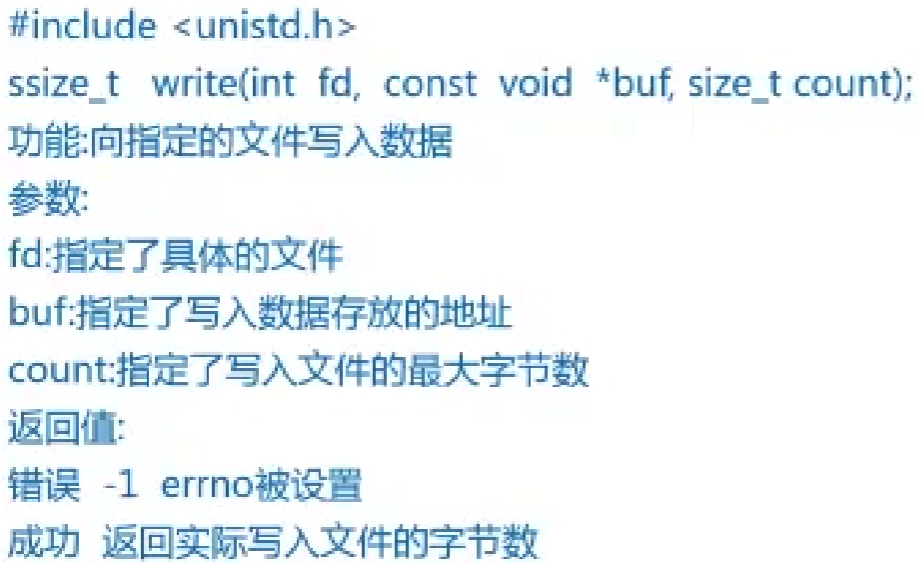 #include <unistd.h>
ssize_t write(int fd, const void *buf, size_t count);
功能:向指定的文件写入数据
参数:
fd:指定了具体的文件
buf:指定了写入数据存放的地址
count:指定了写入文件的最大字节数
返回值:
错误 -1 errno被设置
成功 返回实际写入文件的字节数